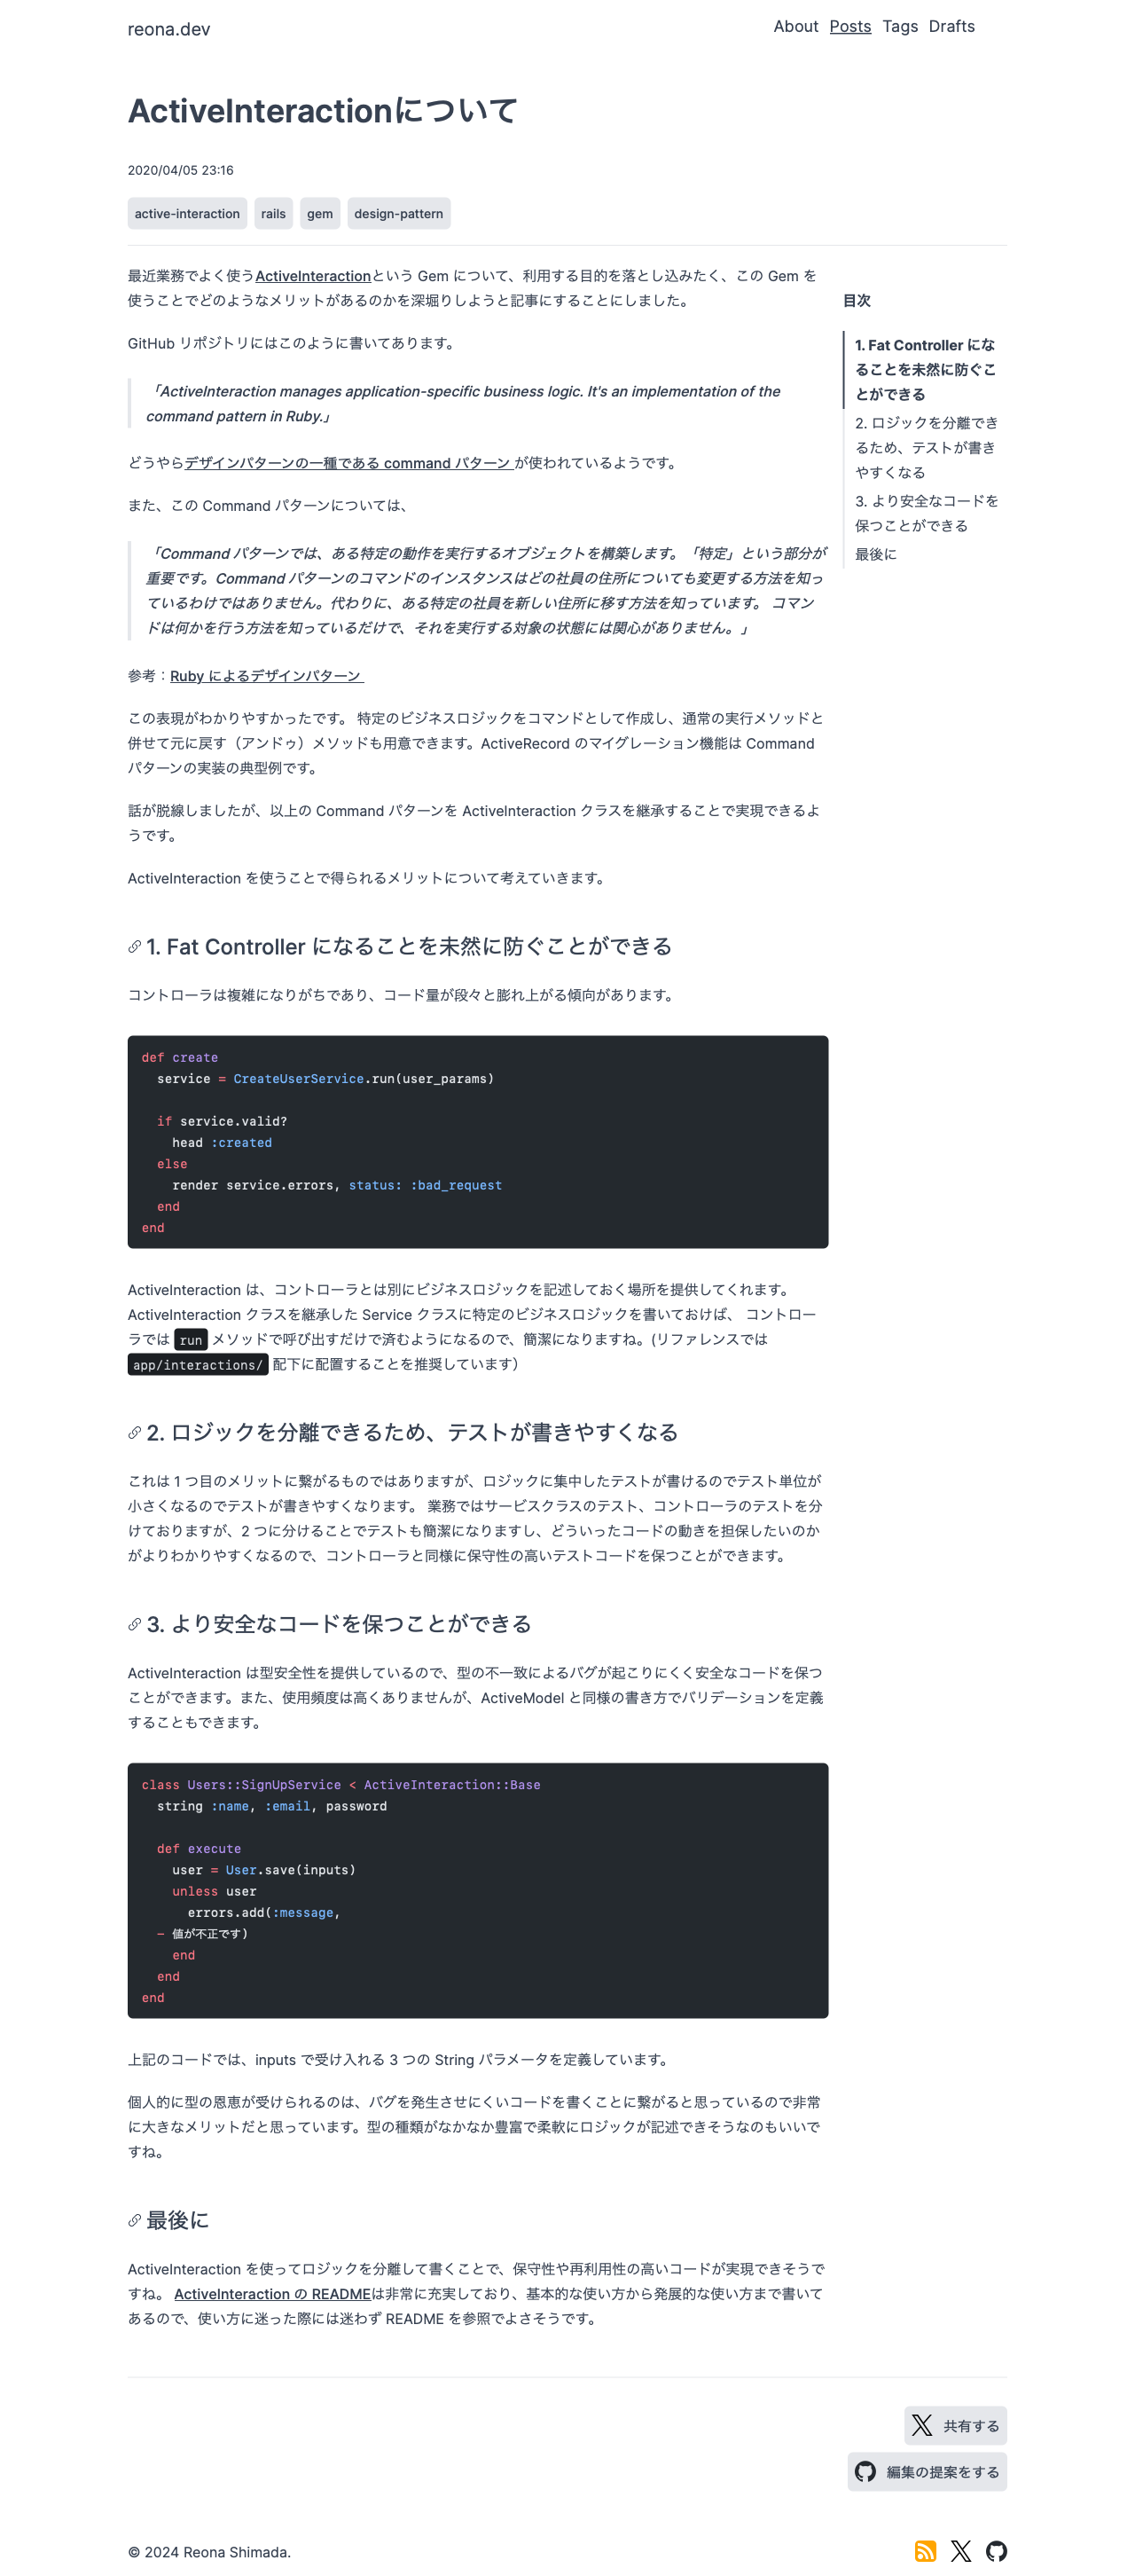 reona.dev
About Posts Tags Drafts
ActiveInteractionについて
2020/04/05 23:16
active-interaction rails gem design-pattern
最近業務でよく使うActiveInteractionという Gem について、利用する目的を落とし込みたく、この Gem を
使うことでどのようなメリットがあるのかを深堀りしようと記事にすることにしました。
GitHub リポジトリにはこのように書いてあります。
「ActiveInteraction manages application-specific business logic. It's an implementation of the
command pattern in Ruby.」
どうやらデザインパターンの一種である command パターン が使われているようです。
また、この Command パターンについては、
「Command パターンでは、ある特定の動作を実行するオブジェクトを構築します。「特定」という部分が
重要です。Command パターンのコマンドのインスタンスはどの社員の住所についても変更する方法を知っ
ているわけではありません。代わりに、ある特定の社員を新しい住所に移す方法を知っています。 コマン
ドは何かを行う方法を知っているだけで、それを実行する対象の状態には関心がありません。」
参考：Ruby によるデザインパターン
この表現がわかりやすかったです。 特定のビジネスロジックをコマンドとして作成し、通常の実行メソッドと
併せて元に戻す（アンドゥ）メソッドも用意できます。ActiveRecord のマイグレーション機能は Command
パターンの実装の典型例です。
話が脱線しましたが、以上の Command パターンを ActiveInteraction クラスを継承することで実現できるよ
うです。
ActiveInteraction を使うことで得られるメリットについて考えていきます。
1. Fat Controller になることを未然に防ぐことができる
コントローラは複雑になりがちであり、コード量が段々と膨れ上がる傾向があります。
def create
service = CreateUserService.run(user_params)
if service.valid?
head :created
else
render service.errors, status: :bad_request
end
end
ActiveInteraction は、コントローラとは別にビジネスロジックを記述しておく場所を提供してくれます。
ActiveInteraction クラスを継承した Service クラスに特定のビジネスロジックを書いておけば、 コントロー
ラでは run メソッドで呼び出すだけで済むようになるので、簡潔になりますね。(リファレンスでは
app/interactions/ 配下に配置することを推奨しています）
2. ロジックを分離できるため、テストが書きやすくなる
これは 1 つ目のメリットに繋がるものではありますが、ロジックに集中したテストが書けるのでテスト単位が
小さくなるのでテストが書きやすくなります。 業務ではサービスクラスのテスト、コントローラのテストを分
けておりますが、2 つに分けることでテストも簡潔になりますし、どういったコードの動きを担保したいのか
がよりわかりやすくなるので、コントローラと同様に保守性の高いテストコードを保つことができます。
3. より安全なコードを保つことができる
ActiveInteraction は型安全性を提供しているので、型の不一致によるバグが起こりにくく安全なコードを保つ
ことができます。また、使用頻度は高くありませんが、ActiveModel と同様の書き方でバリデーションを定義
することもできます。
class Users::SignUpService < ActiveInteraction::Base
string :name, :email, password
def execute
user = User.save(inputs)
unless user
errors.add(:message,
– 値が不正です)
end
end
end
上記のコードでは、inputs で受け入れる 3 つの String パラメータを定義しています。
個人的に型の恩恵が受けられるのは、バグを発生させにくいコードを書くことに繋がると思っているので非常
に大きなメリットだと思っています。型の種類がなかなか豊富で柔軟にロジックが記述できそうなのもいいで
すね。
最後に
ActiveInteraction を使ってロジックを分離して書くことで、保守性や再利用性の高いコードが実現できそうで
すね。 ActiveInteraction の READMEは非常に充実しており、基本的な使い方から発展的な使い方まで書いて
あるので、使い方に迷った際には迷わず README を参照でよさそうです。
目次
1. Fat Controller にな
ることを未然に防ぐこ
とができる
2. ロジックを分離でき
るため、テストが書き
やすくなる
3. より安全なコードを
保つことができる
最後に
共有する
編集の提案をする
© 2024 Reona Shimada.